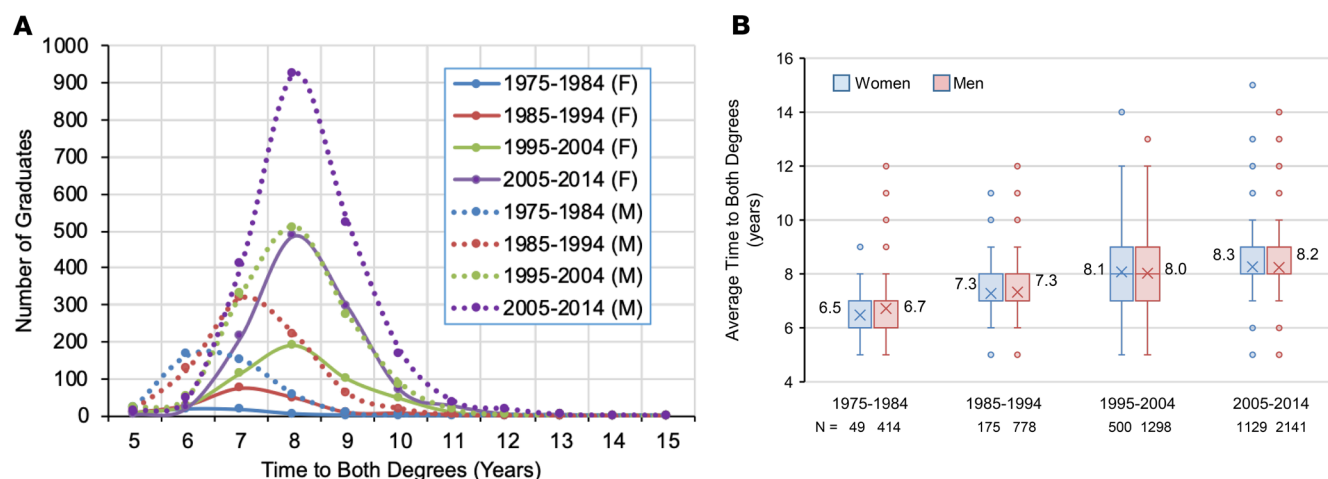 A
1000
900
800
700
600
500
400
300
200
100
0
Number of Graduates
1975-1984 (F)
1985-1994 (F)
1995-2004 (F)
2005-2014 (F)
1975-1984 (M)
1985-1994 (M)
1995-2004 (M)
2005-2014 (M)
5 6 7 8 9 10 11 12 13 14 15
Time to Both Degrees (Years)
B
16
14
12
10
8
6
4
Average Time to Both Degrees
(years)
Women Men
6.5 6.7
7.3 7.3
8.1 8.0
8.3 8.2
1975-1984 1985-1994 1995-2004 2005-2014
N = 49 414 175 778 500 1298 1129 2141